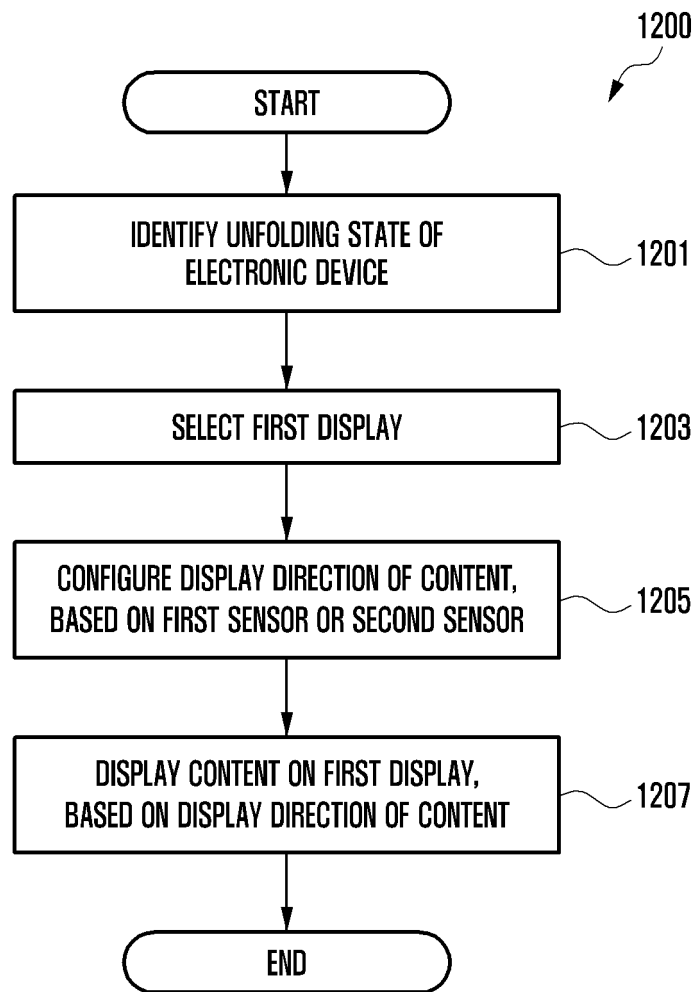 1200
START
IDENTIFY UNFOLDING STATE OF
ELECTRONIC DEVICE
1201
SELECT FIRST DISPLAY
1203
CONFIGURE DISPLAY DIRECTION OF CONTENT,
BASED ON FIRST SENSOR OR SECOND SENSOR
1205
DISPLAY CONTENT ON FIRST DISPLAY,
BASED ON DISPLAY DIRECTION OF CONTENT
1207
END